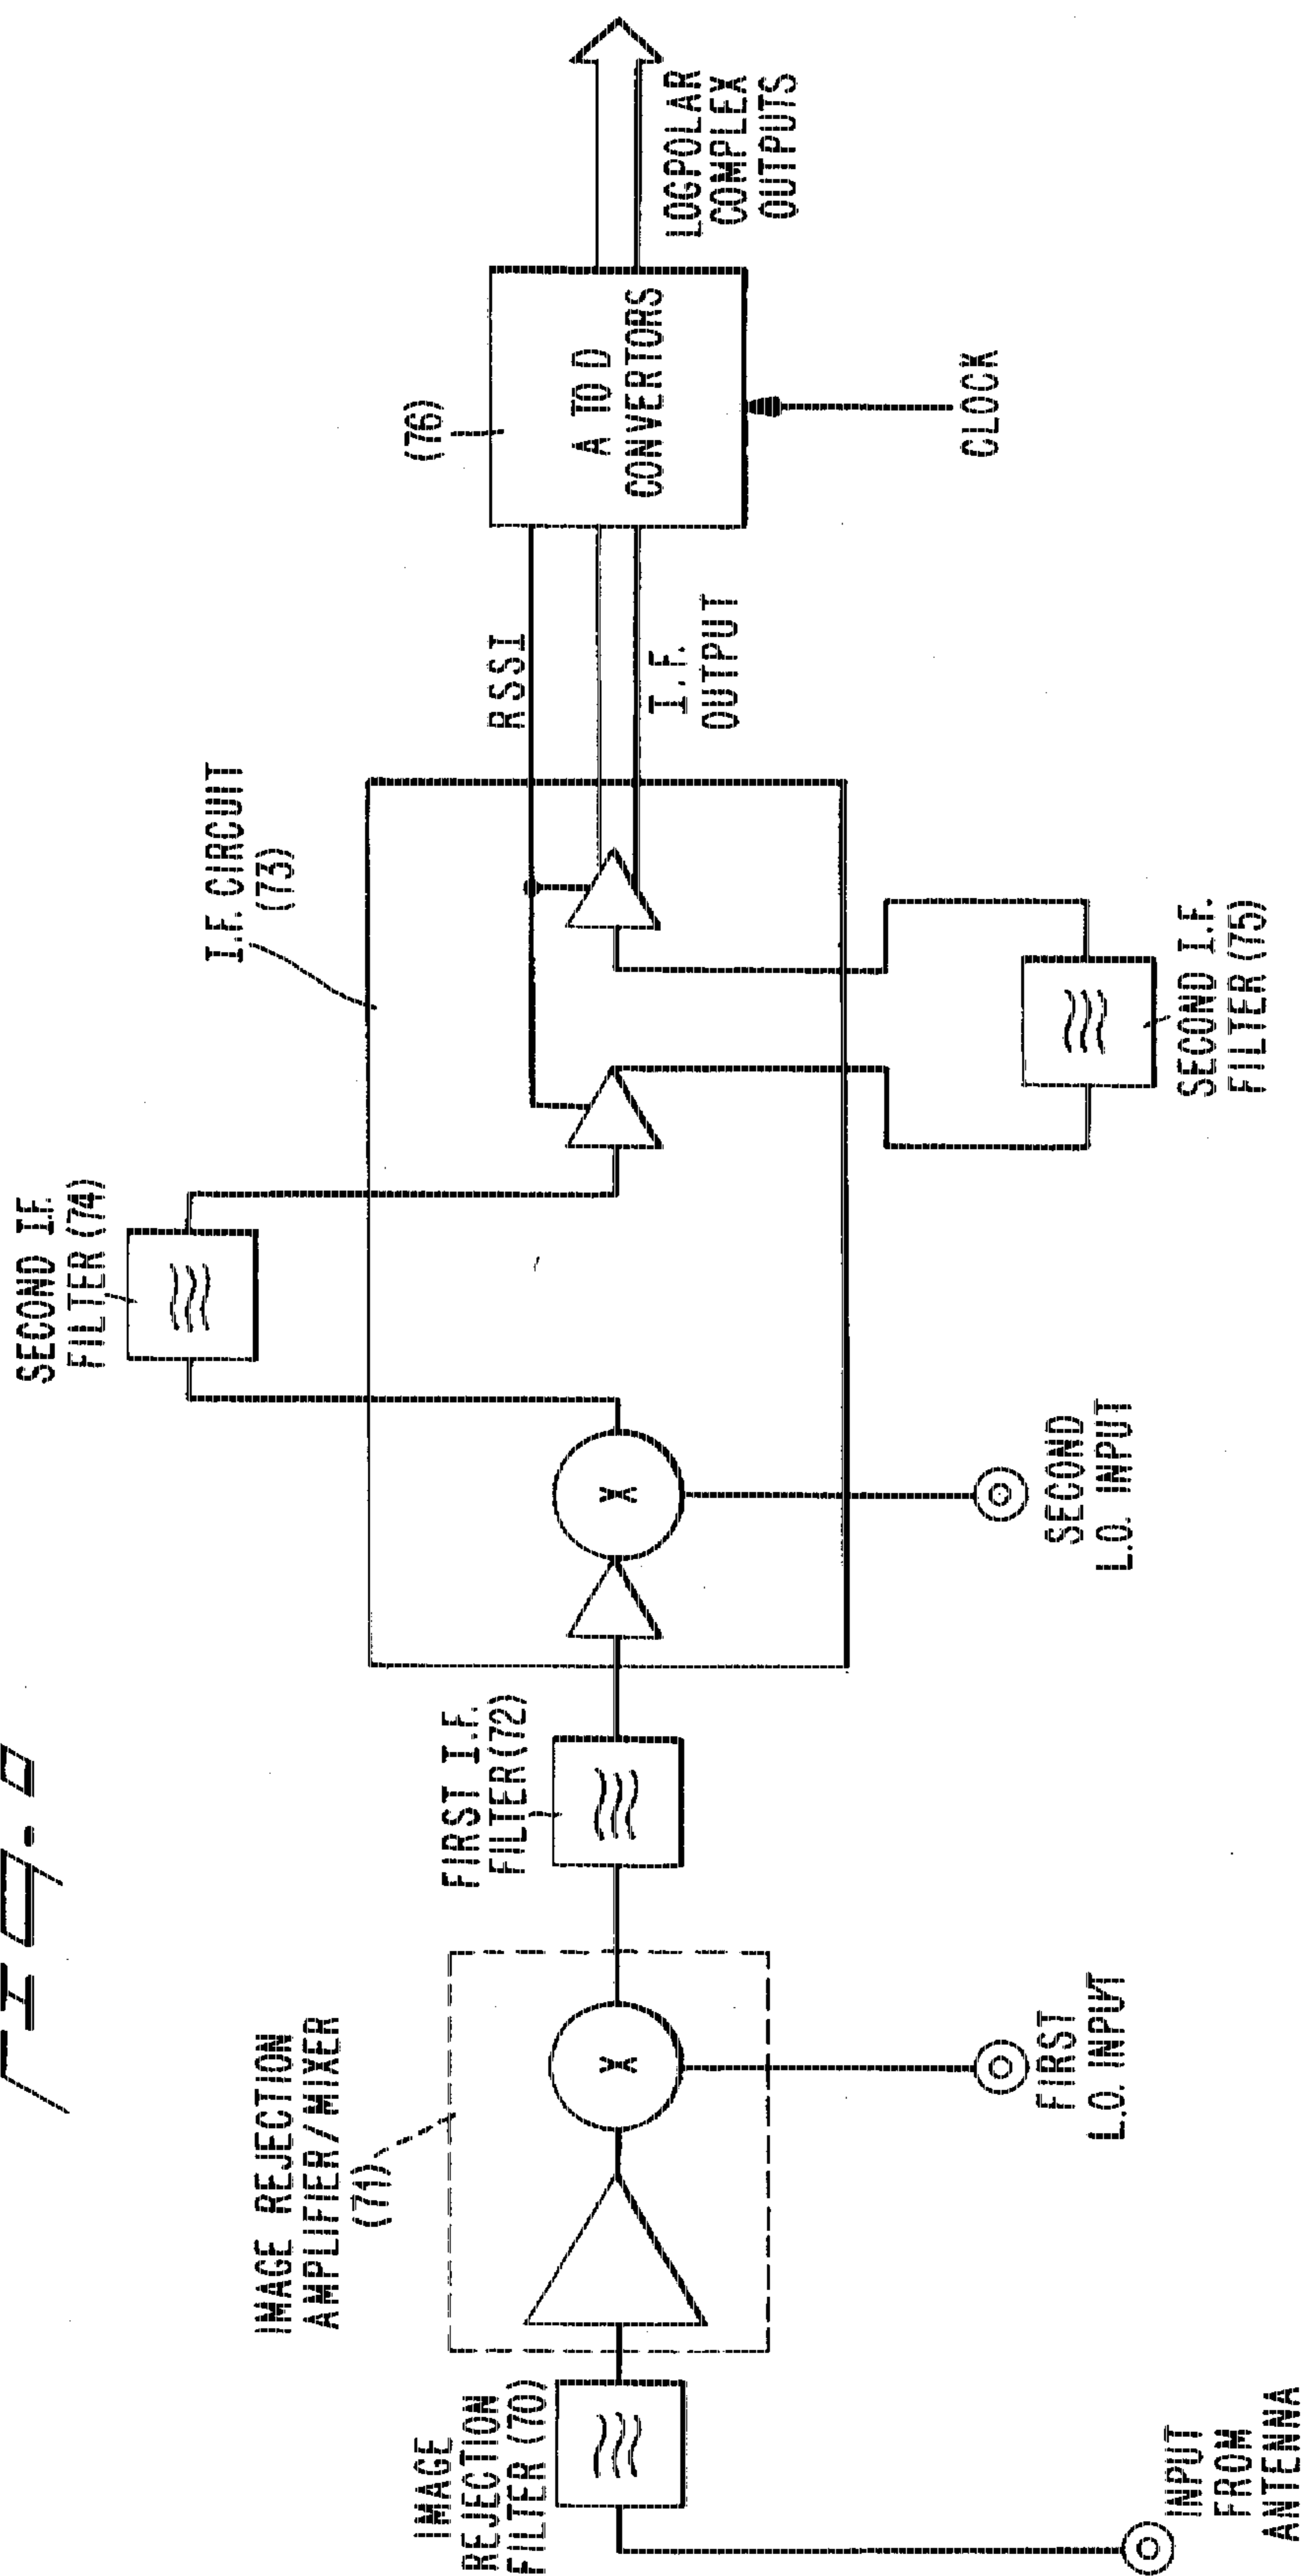 FIG.
SECOND I.F.
FILTER (74)
I.F. CIRCUIT
(73)
IMAGE REJECTION
AMPLIFIER/MIXER
(71)
IMAGE
REJECTION
FILTER (70)
FIRST I.F.
FILTER (72)
RSSI
(76)
X
X
I.F.
OUTPUT
A TO D
CONVERTORS
LOGPOLAR
COMPLEX
OUTPUTS
CLOCK
FIRST
L.O. INPUT
SECOND
L.O. INPUT
SECOND I.F.
FILTER (75)
INPUT
FROM
ANTENNA